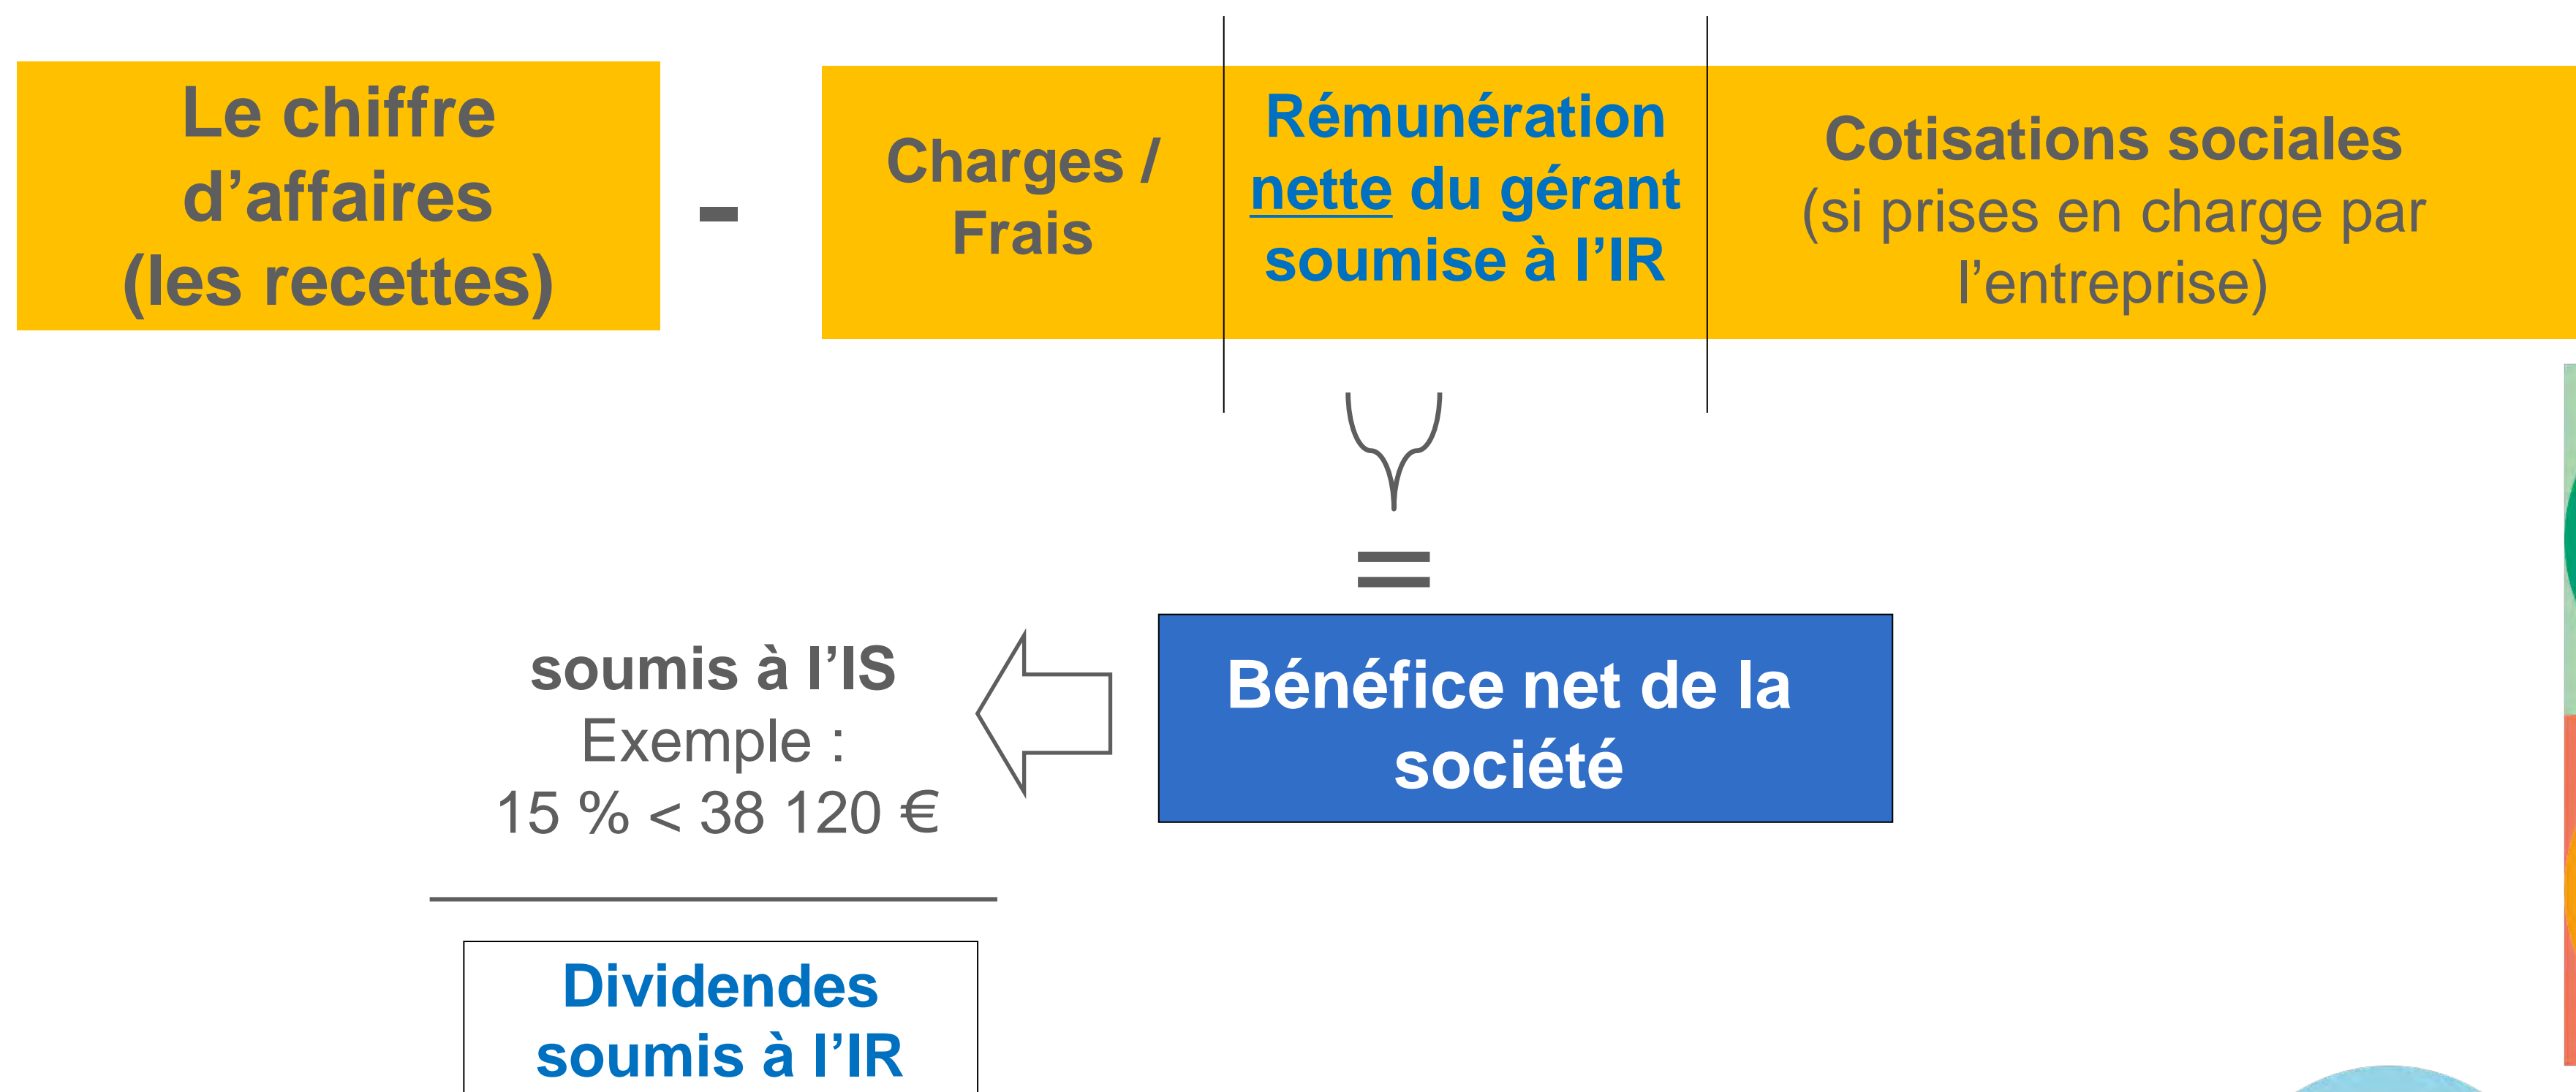 Le chiffre
d’affaires
(les recettes)
-
Charges /
Frais
Rémunération
nette du gérant
soumise à l’IR
Cotisations sociales
(si prises en charge par
l’entreprise)
=
Bénéfice net de la
société
soumis à l’IS
Exemple :
15 % < 38 120 €
Dividendes
soumis à l’IR